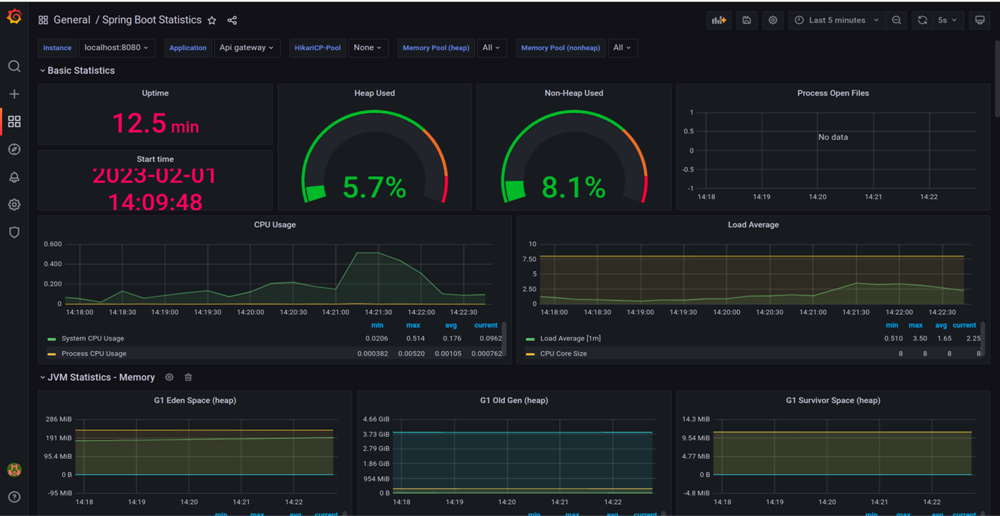 General / Spring Boot Statistics
Last 5 minutes
5s
Instance localhost:8080 Application Api gateway HikariCP-Pool None Memory Pool (heap) All Memory Pool (nonheap) All
Basic Statistics
Uptime
12.5 min
Start time
2023-02-01
14:09:48
Heap Used
5.7%
Non-Heap Used
8.1%
Process Open Files
1
0.5
0
-0.5
-1
No data
14:18 14:19 14:20 14:21 14:22
CPU Usage
0.600
0.400
0.200
0
14:18:00 14:18:30 14:19:00 14:19:30 14:20:00 14:20:30 14:21:00 14:21:30 14:22:00 14:22:30
min max avg current
System CPU Usage 0.0206 0.514 0.176 0.0962
Process CPU Usage 0.000382 0.00520 0.00105 0.000762
Load Average
10
7.50
5
2.50
0
14:18:00 14:18:30 14:19:00 14:19:30 14:20:00 14:20:30 14:21:00 14:21:30 14:22:00 14:22:30
min max avg current
Load Average [1m] 0.510 3.50 1.65 2.25
CPU Core Size 8 8 8 8
JVM Statistics - Memory
G1 Eden Space (heap)
286 MiB
191 MiB
95.4 MiB
0 B
-95 MiB
14:18 14:19 14:20 14:21 14:22
min max avg current
G1 Old Gen (heap)
4.66 GiB
3.73 GiB
2.79 GiB
1.86 GiB
954 MiB
0 B
14:18 14:19 14:20 14:21 14:22
min max avg current
G1 Survivor Space (heap)
14.3 MiB
9.54 MiB
4.77 MiB
0 B
-4.8 MiB
14:18 14:19 14:20 14:21 14:22
min max avg current